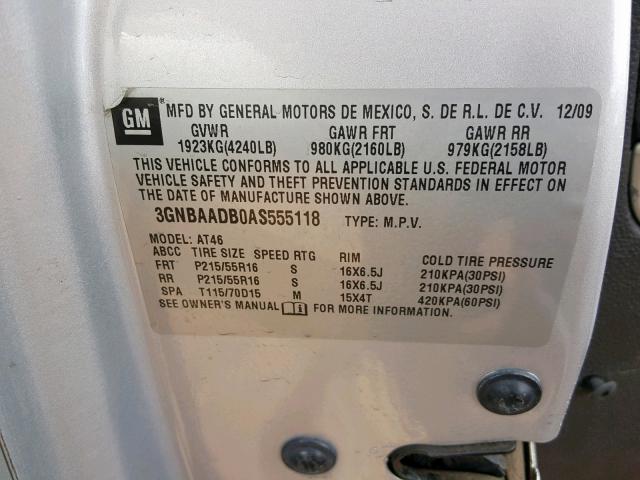 GM MFD BY GENERAL MOTORS DE MEXICO, S. DE R.L. DE C.V. 12/09
GVWR GAWR FRT GAWR RR
1923KG(4240LB) 980KG(2160LB) 979KG(2158LB)
THIS VEHICLE CONFORMS TO ALL APPLICABLE U.S. FEDERAL MOTOR
VEHICLE SAFETY AND THEFT PREVENTION STANDARDS IN EFFECT ON
THE DATE OF MANUFACTURE SHOWN ABOVE.
3GNBAADB0AS555118 TYPE: M.P.V.
MODEL: AT46
ABCC TIRE SIZE SPEED RTG RIM COLD TIRE PRESSURE
FRT P215/55R16 S 16X6.5J 210KPA(30PSI)
RR P215/55R16 S 16X6.5J 210KPA(30PSI)
SPA T115/70D15 M 15X4T 420KPA(60PSI)
SEE OWNER'S MANUAL FOR MORE INFORMATION.